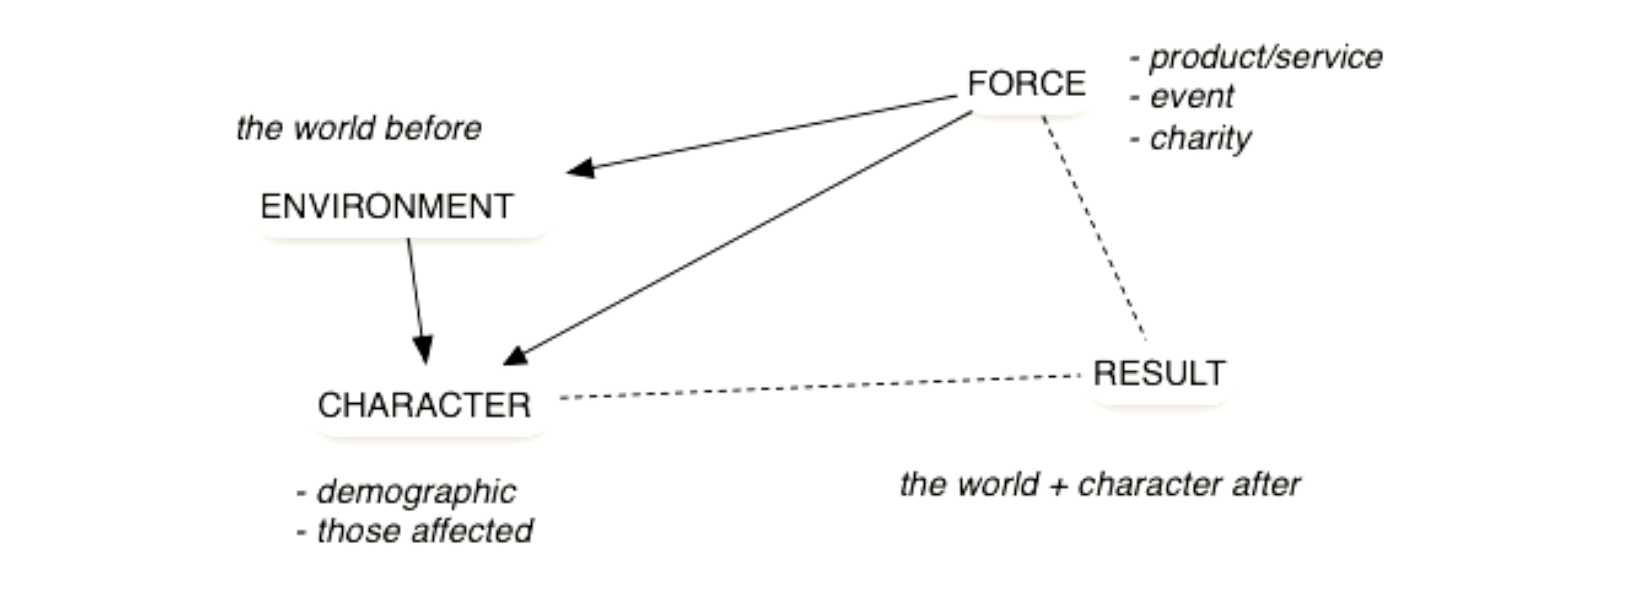 the world before
ENVIRONMENT
FORCE
- product/service
- event
- charity
CHARACTER
- demographic
- those affected
RESULT
the world + character after